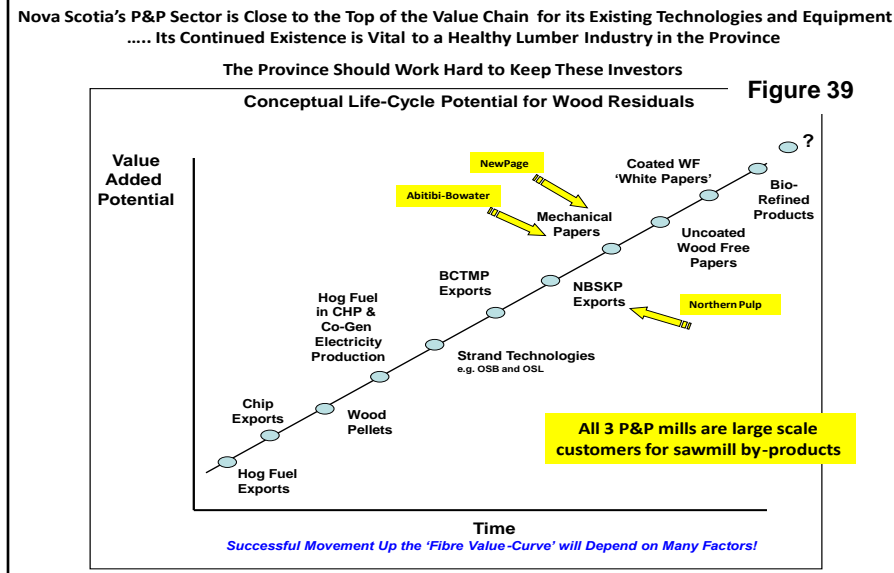 Nova Scotia's P&P Sector is Close to the Top of the Value Chain for its Existing Technologies and Equipment
..... Its Continued Existence is Vital to a Healthy Lumber Industry in the Province
The Province Should Work Hard to Keep These Investors
Figure 39
Conceptual Life-Cycle Potential for Wood Residuals
Value
Added
Potential
NewPage
Abitibi-Bowater
Mechanical
Papers
Coated WF
'White Papers'
?
Bio-
Refined
Products
Uncoated
Wood Free
Papers
BCTMP
Exports
NBSKP
Exports
Northern Pulp
Hog Fuel
in CHP &
Co-Gen
Electricity
Production
Strand Technologies
e.g. OSB and OSL
Chip
Exports
Wood
Pellets
All 3 P&P mills are large scale
customers for sawmill by-products
Hog Fuel
Exports
Time
Successful Movement Up the 'Fibre Value-Curve' will Depend on Many Factors!